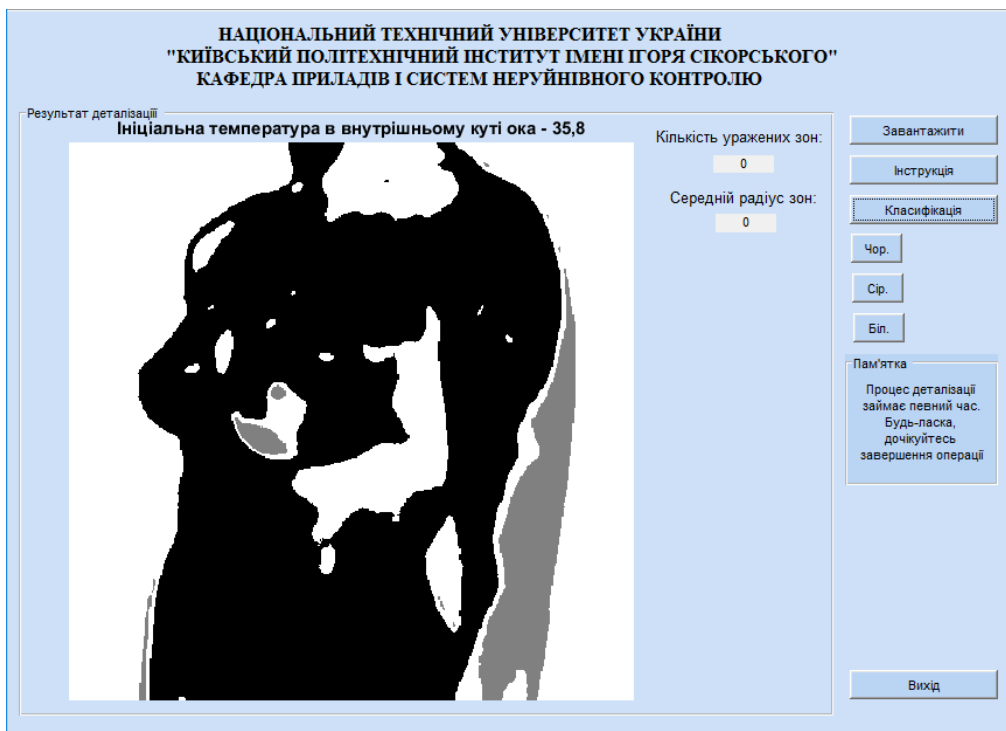 НАЦІОНАЛЬНИЙ ТЕХНІЧНИЙ УНІВЕРСИТЕТ УКРАЇНИ
"КИЇВСЬКИЙ ПОЛІТЕХНІЧНИЙ ІНСТИТУТ ІМЕНІ ІГОРЯ СІКОРСЬКОГО"
КАФЕДРА ПРИЛАДІВ І СИСТЕМ НЕРУЙНІВНОГО КОНТРОЛЮ
Результат деталізації
Ініціальна температура в внутрішньому куті ока - 35,8
Кількість уражених зон:
0
Середній радіус зон:
0
Завантажити
Інструкція
Класифікація
Чор.
Сір.
Біл.
Пам'ятка
Процес деталізації
займає певний час.
Будь-ласка,
дочікуйтесь
завершення операції
Вихід